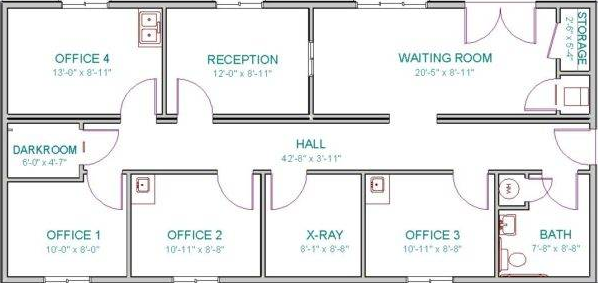 OFFICE 4
13'-0" x 8'-11"
RECEPTION
12'-0" x 8'-11"
WAITING ROOM
20'-5" x 8'-11"
STORAGE
2'-6" x 5'-4"
DARKROOM
6'-0" x 4'-7"
HALL
42'-8" x 3'-11"
OFFICE 1
10'-0" x 8'-0"
OFFICE 2
10'-11" x 8'-8"
X-RAY
8'-1" x 8'-8"
OFFICE 3
10'-11" x 8'-8"
BATH
7'-8" x 8'-8"